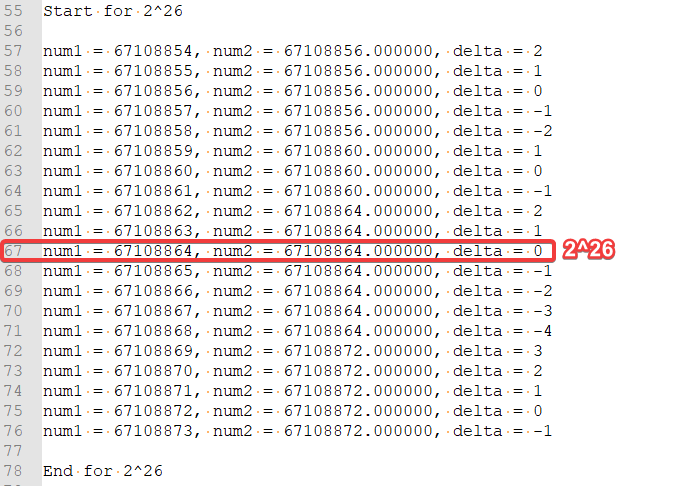 55 Start for 2^26
56
57 num1 = 67108854, num2 = 67108856.000000, delta = 2
58 num1 = 67108855, num2 = 67108856.000000, delta = 1
59 num1 = 67108856, num2 = 67108856.000000, delta = 0
60 num1 = 67108857, num2 = 67108856.000000, delta = -1
61 num1 = 67108858, num2 = 67108856.000000, delta = -2
62 num1 = 67108859, num2 = 67108860.000000, delta = 1
63 num1 = 67108860, num2 = 67108860.000000, delta = 0
64 num1 = 67108861, num2 = 67108860.000000, delta = -1
65 num1 = 67108862, num2 = 67108864.000000, delta = 2
66 num1 = 67108863, num2 = 67108864.000000, delta = 1
67 num1 = 67108864, num2 = 67108864.000000, delta = 0 2^26
68 num1 = 67108865, num2 = 67108864.000000, delta = -1
69 num1 = 67108866, num2 = 67108864.000000, delta = -2
70 num1 = 67108867, num2 = 67108864.000000, delta = -3
71 num1 = 67108868, num2 = 67108864.000000, delta = -4
72 num1 = 67108869, num2 = 67108872.000000, delta = 3
73 num1 = 67108870, num2 = 67108872.000000, delta = 2
74 num1 = 67108871, num2 = 67108872.000000, delta = 1
75 num1 = 67108872, num2 = 67108872.000000, delta = 0
76 num1 = 67108873, num2 = 67108872.000000, delta = -1
77
78 End for 2^26